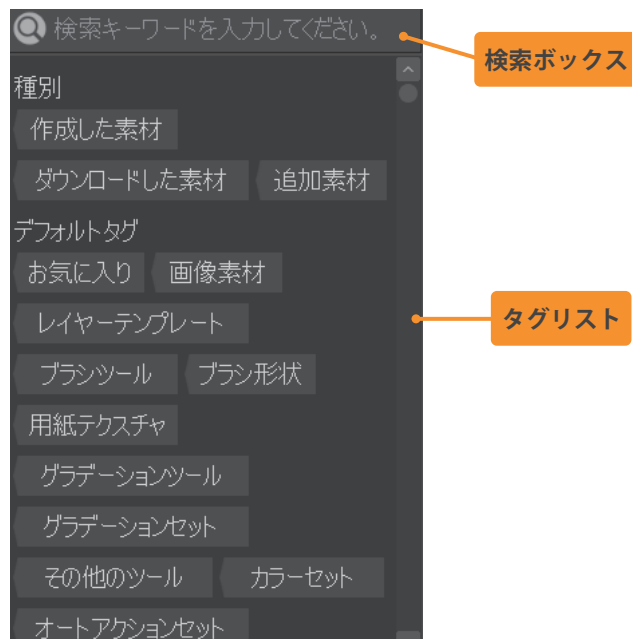 検索キーワードを入力してください。
検索ボックス
種別
作成した素材
ダウンロードした素材 追加素材
デフォルトタグ
お気に入り 画像素材
レイヤーテンプレート
タグリスト
ブラシツール ブラシ形状
用紙テクスチャ
グラデーションツール
グラデーションセット
その他のツール カラーセット
オートアクションセット